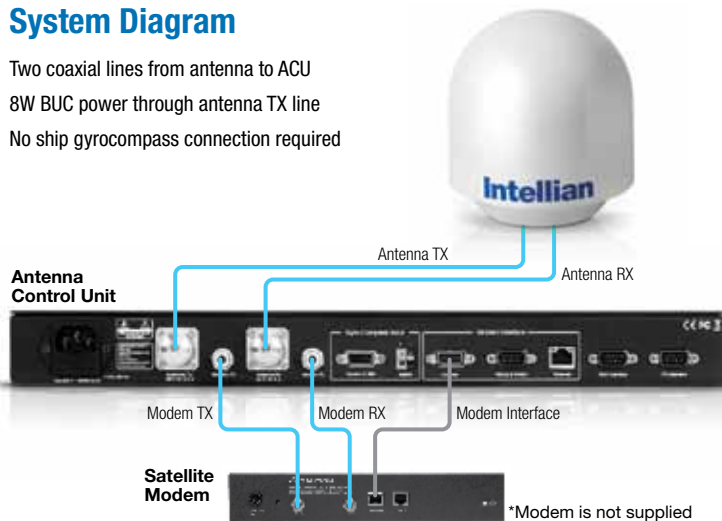 System Diagram
Two coaxial lines from antenna to ACU
8W BUC power through antenna TX line
No ship gyrocompass connection required
Intellian
Antenna TX
Antenna RX
Antenna
Control Unit
Modem TX
Modem RX
Modem Interface
Satellite
Modem
*Modem is not supplied